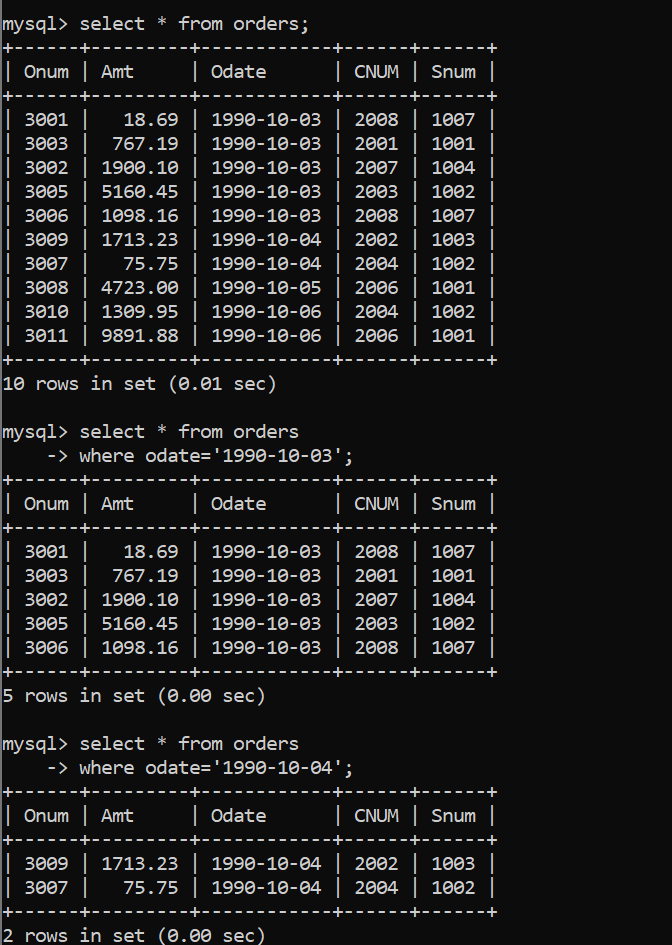 mysql> select * from orders;
+------+---------+------------+------+------+
| Onum | Amt     | Odate      | CNUM | Snum |
+------+---------+------------+------+------+
| 3001 |   18.69 | 1990-10-03 | 2008 | 1007 |
| 3003 |  767.19 | 1990-10-03 | 2001 | 1001 |
| 3002 | 1900.10 | 1990-10-03 | 2007 | 1004 |
| 3005 | 5160.45 | 1990-10-03 | 2003 | 1002 |
| 3006 | 1098.16 | 1990-10-03 | 2008 | 1007 |
| 3009 | 1713.23 | 1990-10-04 | 2002 | 1003 |
| 3007 |   75.75 | 1990-10-04 | 2004 | 1002 |
| 3008 | 4723.00 | 1990-10-05 | 2006 | 1001 |
| 3010 | 1309.95 | 1990-10-06 | 2004 | 1002 |
| 3011 | 9891.88 | 1990-10-06 | 2006 | 1001 |
+------+---------+------------+------+------+
10 rows in set (0.01 sec)

mysql> select * from orders
    -> where odate='1990-10-03';
+------+---------+------------+------+------+
| Onum | Amt     | Odate      | CNUM | Snum |
+------+---------+------------+------+------+
| 3001 |   18.69 | 1990-10-03 | 2008 | 1007 |
| 3003 |  767.19 | 1990-10-03 | 2001 | 1001 |
| 3002 | 1900.10 | 1990-10-03 | 2007 | 1004 |
| 3005 | 5160.45 | 1990-10-03 | 2003 | 1002 |
| 3006 | 1098.16 | 1990-10-03 | 2008 | 1007 |
+------+---------+------------+------+------+
5 rows in set (0.00 sec)

mysql> select * from orders
    -> where odate='1990-10-04';
+------+---------+------------+------+------+
| Onum | Amt     | Odate      | CNUM | Snum |
+------+---------+------------+------+------+
| 3009 | 1713.23 | 1990-10-04 | 2002 | 1003 |
| 3007 |   75.75 | 1990-10-04 | 2004 | 1002 |
+------+---------+------------+------+------+
2 rows in set (0.00 sec)